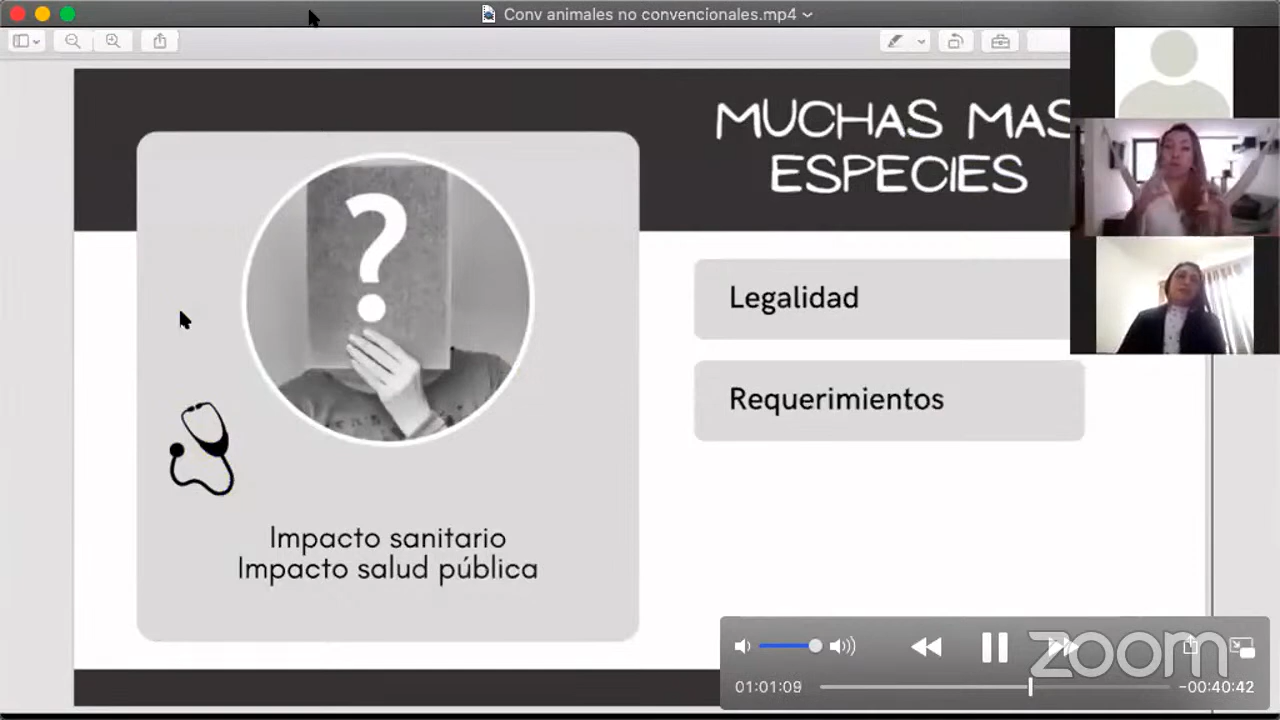 Conv animales no convencionales.mp4
MUCHAS MAS
ESPECIES
?
Legalidad
Requerimientos
Impacto sanitario
Impacto salud pública
zoom
01:01:09
-00:40:42